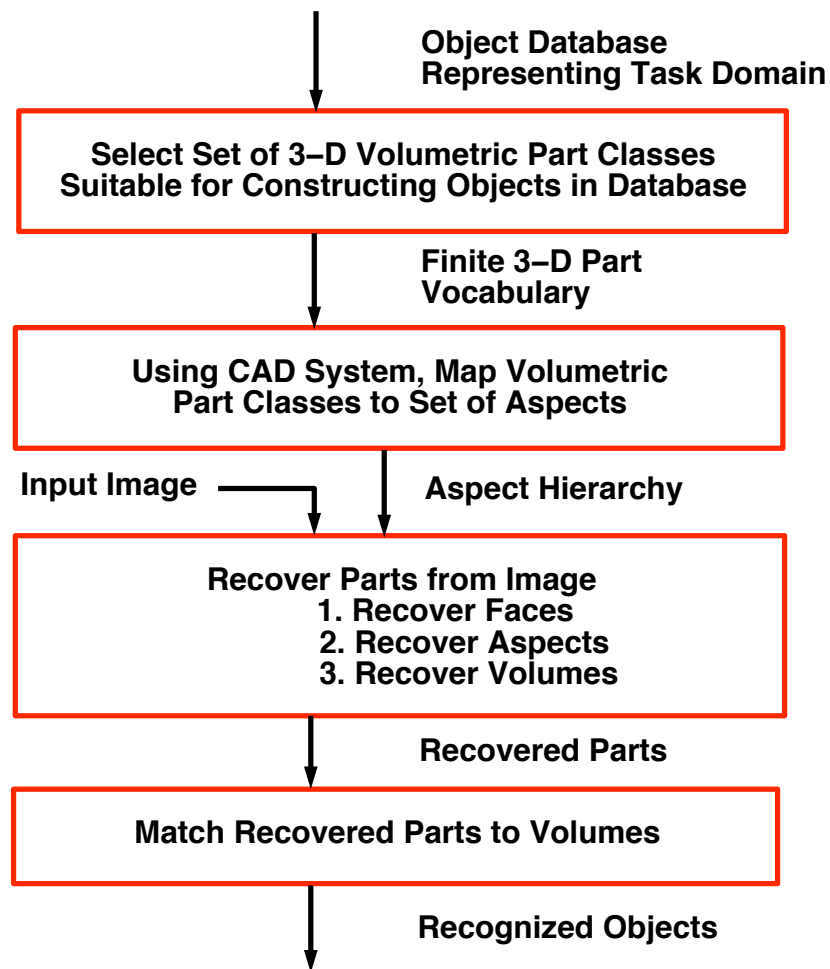 Object Database
Representing Task Domain
Select Set of 3–D Volumetric Part Classes
Suitable for Constructing Objects in Database
Finite 3–D Part
Vocabulary
Using CAD System, Map Volumetric
Part Classes to Set of Aspects
Input Image
Aspect Hierarchy
Recover Parts from Image
1. Recover Faces
2. Recover Aspects
3. Recover Volumes
Recovered Parts
Match Recovered Parts to Volumes
Recognized Objects